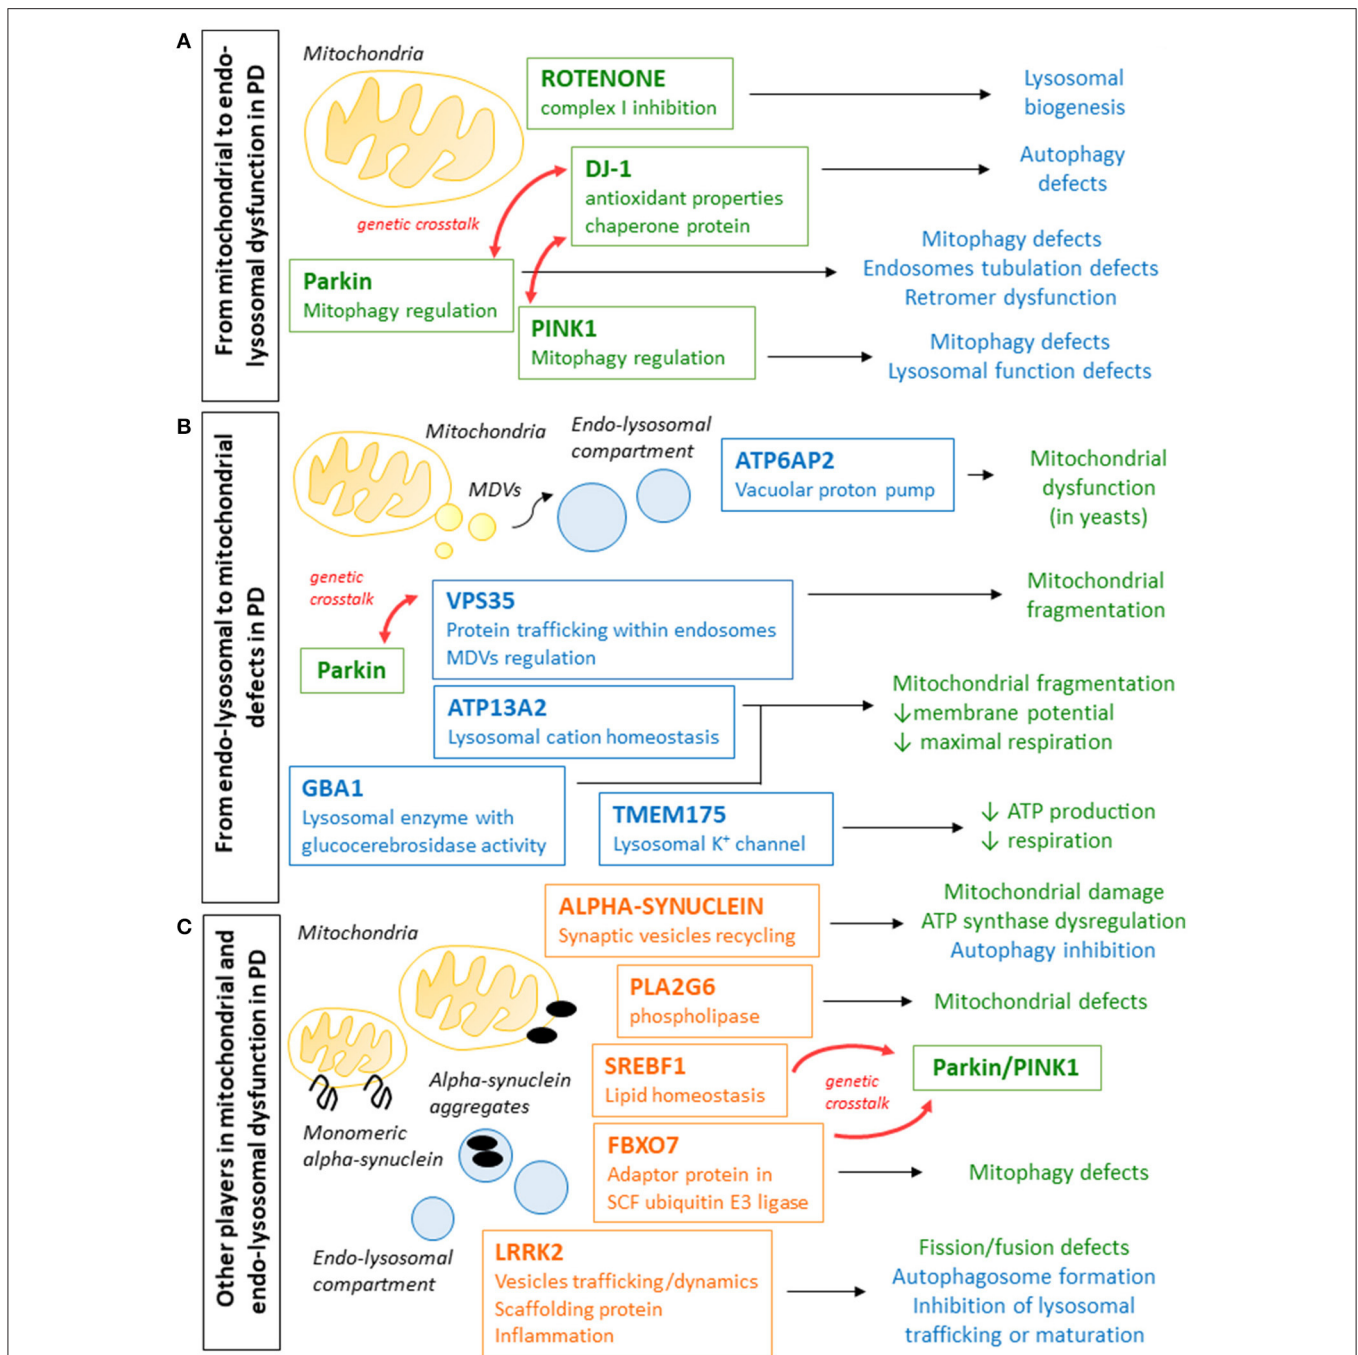 A
From mitochondrial to endo-
lysosomal dysfunction in PD
Mitochondria
ROTENONE
complex I inhibition
Lysosomal
biogenesis
DJ-1
antioxidant properties
chaperone protein
Autophagy
defects
genetic crosstalk
Parkin
Mitophagy regulation
Mitophagy defects
Endosomes tubulation defects
Retromer dysfunction
PINK1
Mitophagy regulation
Mitophagy defects
Lysosomal function defects
B
From endo-lysosomal to mitochondrial
defects in PD
Mitochondria
MDVs
Endo-lysosomal
compartment
ATP6AP2
Vacuolar proton pump
Mitochondrial
dysfunction
(in yeasts)
genetic
crosstalk
Parkin
VPS35
Protein trafficking within endosomes
MDVs regulation
Mitochondrial
fragmentation
ATP13A2
Lysosomal cation homeostasis
Mitochondrial fragmentation
↓membrane potential
↓ maximal respiration
GBA1
Lysosomal enzyme with
glucocerebrosidase activity
TMEM175
Lysosomal K⁺ channel
↓ ATP production
↓ respiration
C
Other players in mitochondrial and
endo-lysosomal dysfunction in PD
Mitochondria
ALPHA-SYNUCLEIN
Synaptic vesicles recycling
Mitochondrial damage
ATP synthase dysregulation
Autophagy inhibition
PLA2G6
phospholipase
Mitochondrial defects
SREBF1
Lipid homeostasis
genetic
crosstalk
Parkin/PINK1
Alpha-synuclein
aggregates
Monomeric
alpha-synuclein
FBXO7
Adaptor protein in
SCF ubiquitin E3 ligase
Mitophagy defects
Endo-lysosomal
compartment
LRRK2
Vesicles trafficking/dynamics
Scaffolding protein
Inflammation
Fission/fusion defects
Autophagosome formation
Inhibition of lysosomal
trafficking or maturation